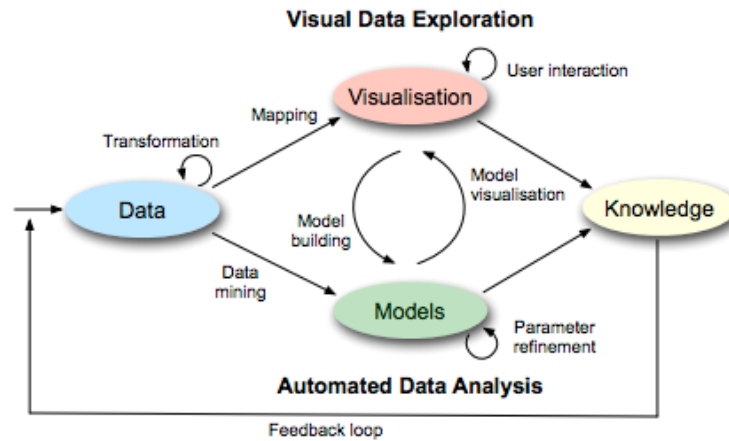 Visual Data Exploration
User interaction
Visualisation
Mapping
Transformation
Model
visualisation
Data
Knowledge
Model
building
Data
mining
Models
Parameter
refinement
Automated Data Analysis
Feedback loop